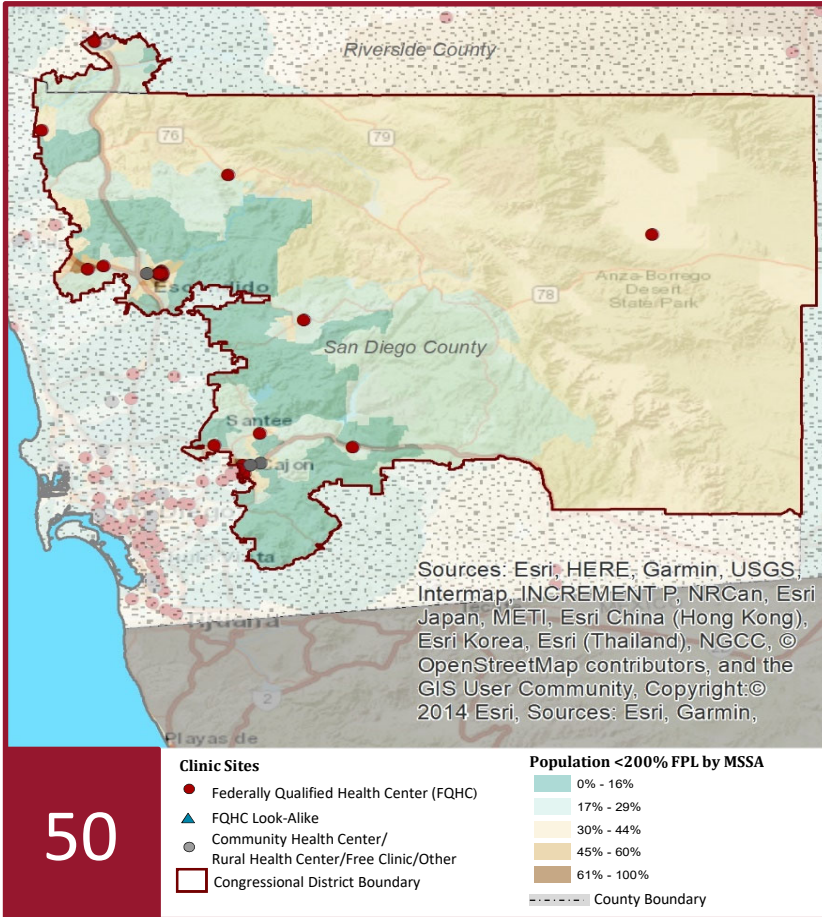 Riverside County
76
79
Escondido
Anza-Borrego
Desert
State Park
78
San Diego County
Santee
Cajon
Sources: Esri, HERE, Garmin, USGS,
Intermap, INCREMENT P, NRCan, Esri
Japan, METI, Esri China (Hong Kong),
Esri Korea, Esri (Thailand), NGCC, ©
OpenStreetMap contributors, and the
GIS User Community, Copyright:©
2014 Esri, Sources: Esri, Garmin,
2
Playas de
50
Clinic Sites
Federally Qualified Health Center (FQHC)
FQHC Look-Alike
Community Health Center/
Rural Health Center/Free Clinic/Other
Congressional District Boundary
Population <200% FPL by MSSA
0% - 16%
17% - 29%
30% - 44%
45% - 60%
61% - 100%
County Boundary